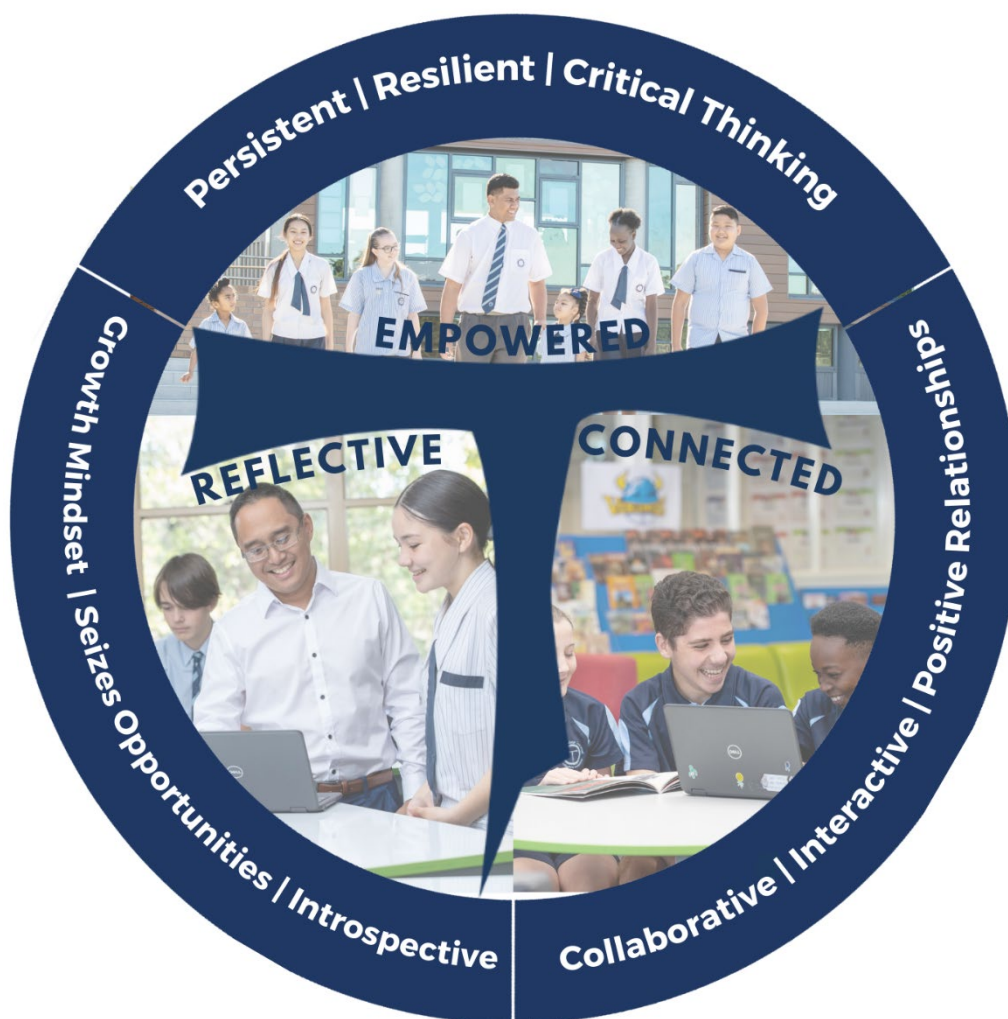 Persistent | Resilient | Critical Thinking
EMPOWERED
REFLECTIVE
CONNECTED
Growth Mindset | Seizes Opportunities | Introspective
Collaborative | Interactive | Positive Relationships